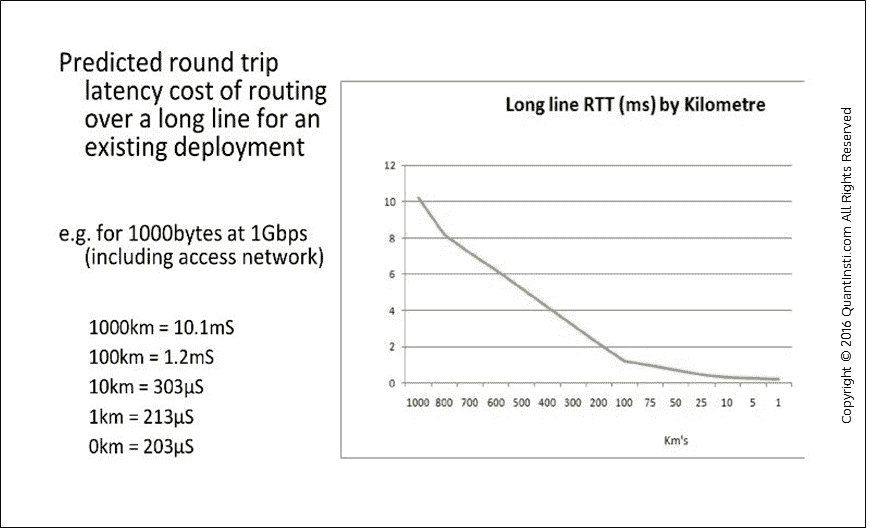 Predicted round trip
latency cost of routing
over a long line for an
existing deployment
e.g. for 1000bytes at 1Gbps
(including access network)
1000km = 10.1mS
100km = 1.2mS
10km = 303µS
1km = 213µS
0km = 203µS
Long line RTT (ms) by Kilometre
12
10
8
6
4
2
0
1000 800 700 600 500 400 300 200 100 75 50 25 10 5 1
Km's
Copyright © 2016 QuantInsti.com All Rights Reserved